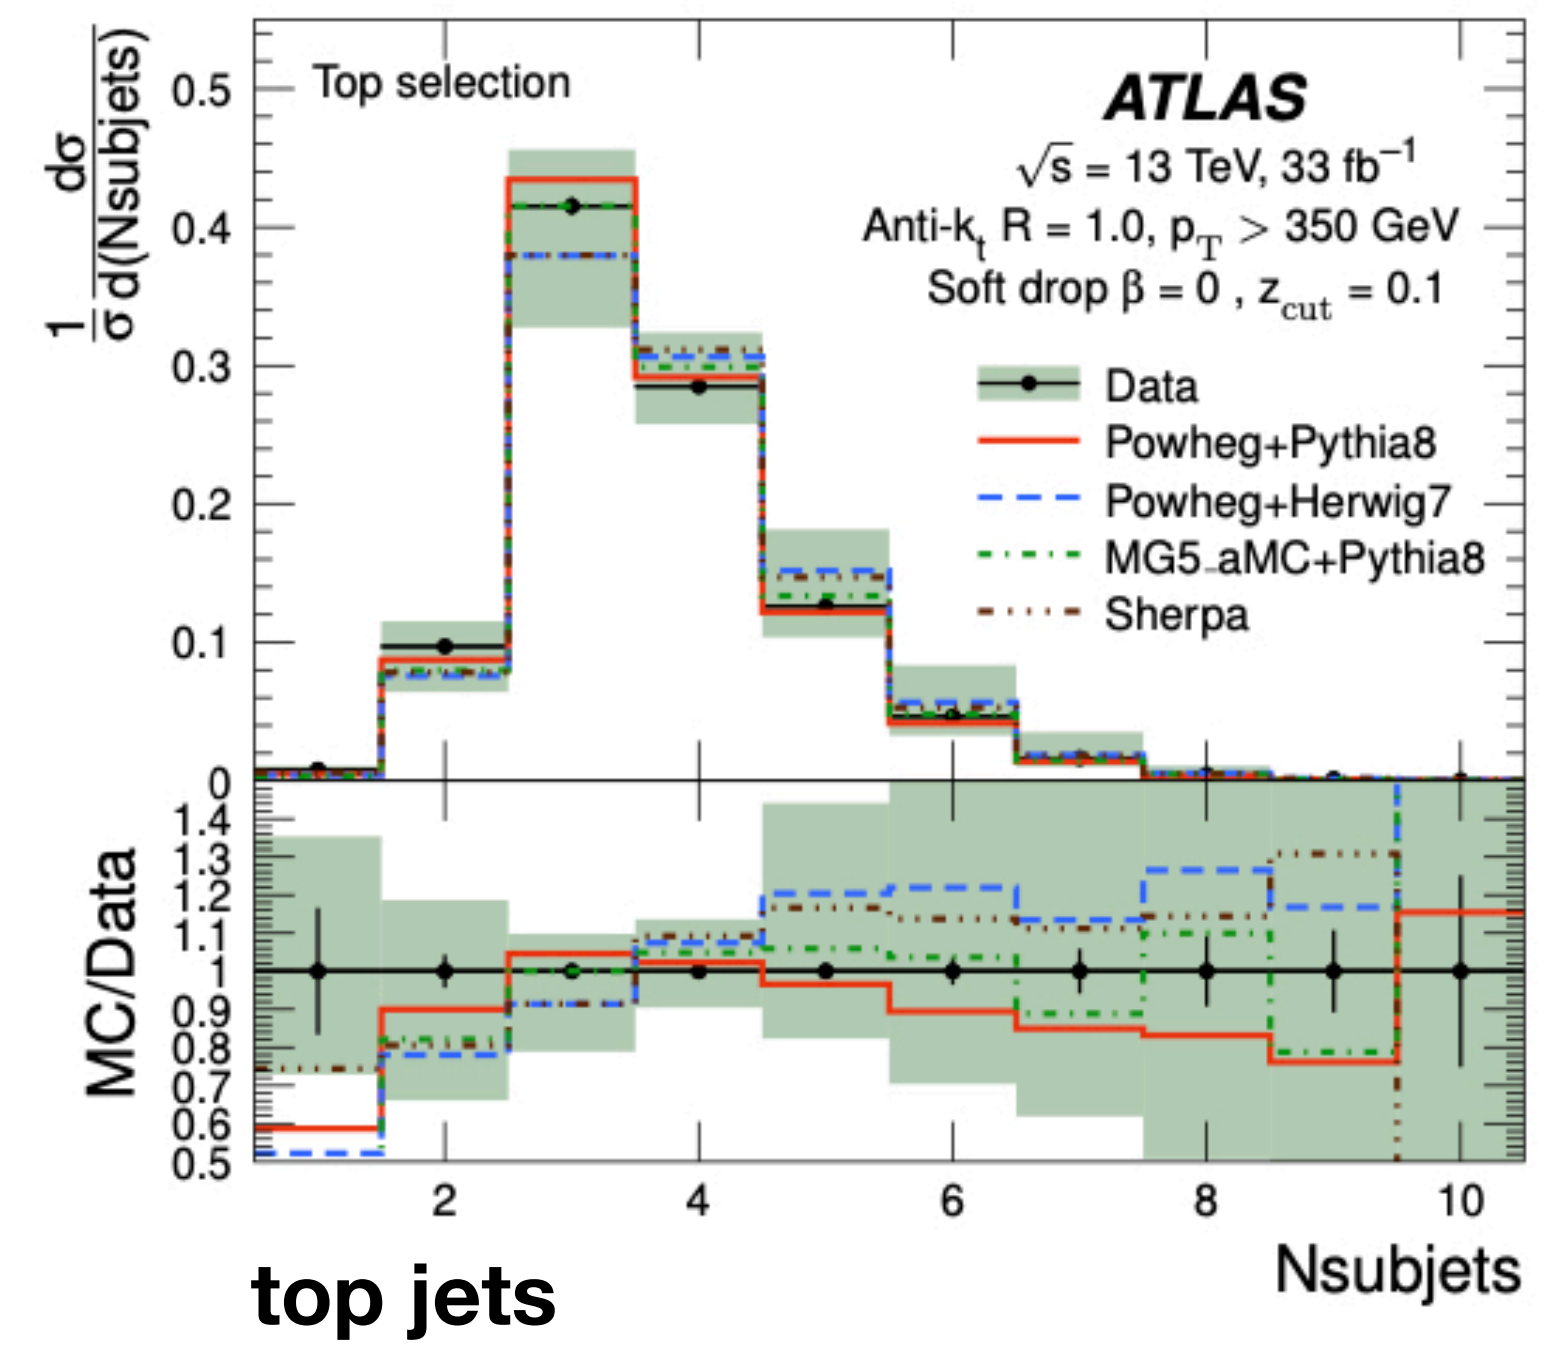 1/σ dσ/d(Nsubjets)
Top selection
ATLAS
√s = 13 TeV, 33 fb⁻¹
Anti-kₜ R = 1.0, p_T > 350 GeV
Soft drop β = 0 , z_cut = 0.1
Data
Powheg+Pythia8
Powheg+Herwig7
MG5_aMC+Pythia8
Sherpa
0.5
0.4
0.3
0.2
0.1
0
MC/Data
1.4
1.3
1.2
1.1
1
0.9
0.8
0.7
0.6
0.5
2 4 6 8 10
Nsubjets
top jets